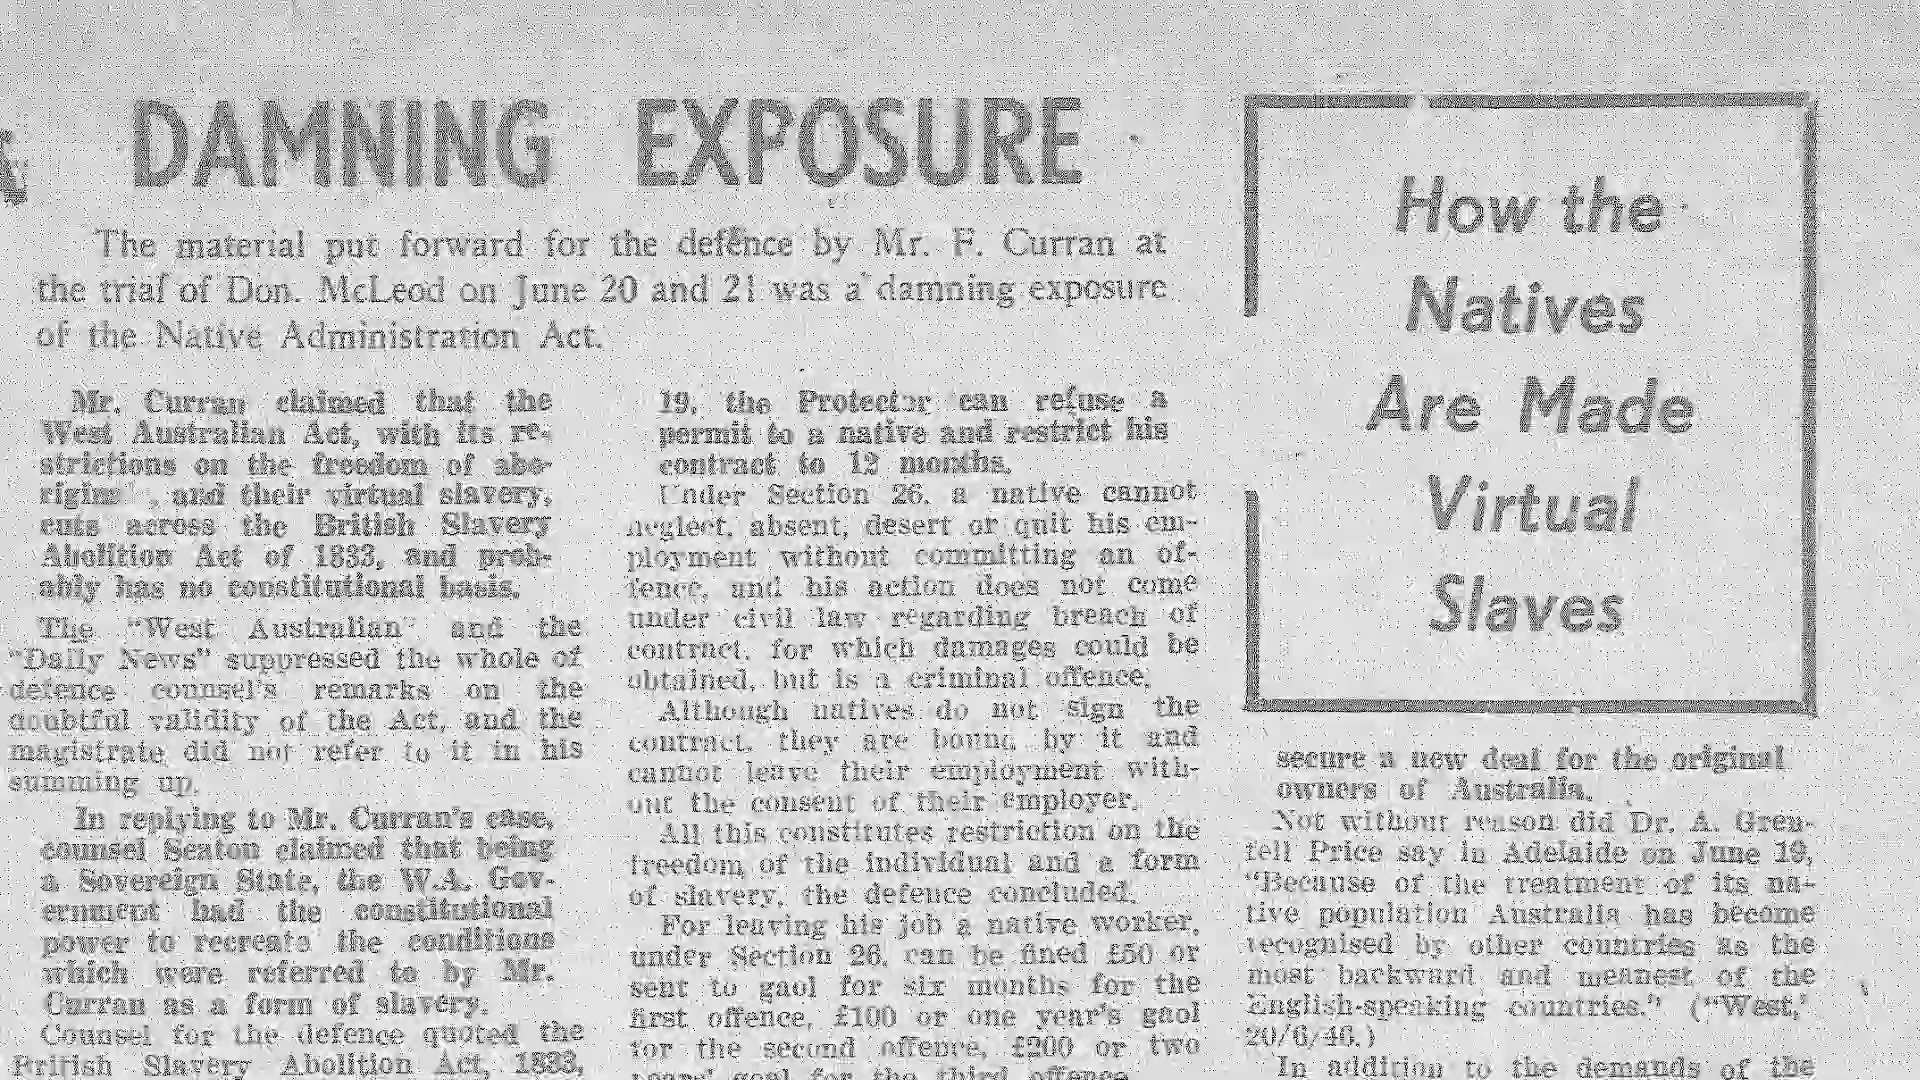 DAMNING EXPOSURE
The material put forward for the defence by Mr. F. Curran at
the trial of Don. McLeod on June 20 and 21 was a damning exposure
of the Native Administration Act.
Mr. Curran claimed that the
West Australian Act, with its re-
strictions on the freedom of abo-
and their virtual slavery,
cuts across the British Slavery
Abolition Act of 1833, and prob-
ably has no constitutional basis.
The "West Australian" and the
"Daily News" suppressed the whole of
defence counsel's remarks on the
doubtful validity of the Act, and the
magistrate did not refer to it in his
summing up.
In replying to Mr. Curran's case,
counsel Seaton claimed that being
a Sovereign State, the W.A. Gov-
ernment had the constitutional
power to recreate the conditions
which were referred to by Mr.
Curran as a form of slavery.
Counsel for the defence quoted the
British Slavery Abolition Act, 1833,
19, the Protector can refuse a
permit to a native and restrict his
contract to 12 months.
Under Section 26, a native cannot
neglect, absent, desert or quit his em-
ployment without committing an of-
fence, and his action does not come
under civil law regarding breach of
contract, for which damages could be
obtained, but is a criminal offence.
Although natives do not sign the
contract, they are bound by it and
cannot leave their employment with-
out the consent of their employer.
All this constitutes restriction on the
freedom of the individual and a form
of slavery, the defence concluded.
For leaving his job a native worker,
under Section 26, can be fined £50 or
sent to gaol for six months for the
first offence, £100 or one year's gaol
for the second offence, £200 or two
years' gaol for the third offence
How the
Natives
Are Made
Virtual
Slaves
secure a new deal for the original
owners of Australia.
Not without reason did Dr. A. Gren-
fell Price say in Adelaide on June 19,
"Because of the treatment of its na-
tive population Australia has become
recognised by other countries as the
most backward and meanest of the
English-speaking countries." ("West,"
20/6/46.)
In addition to the demands of the